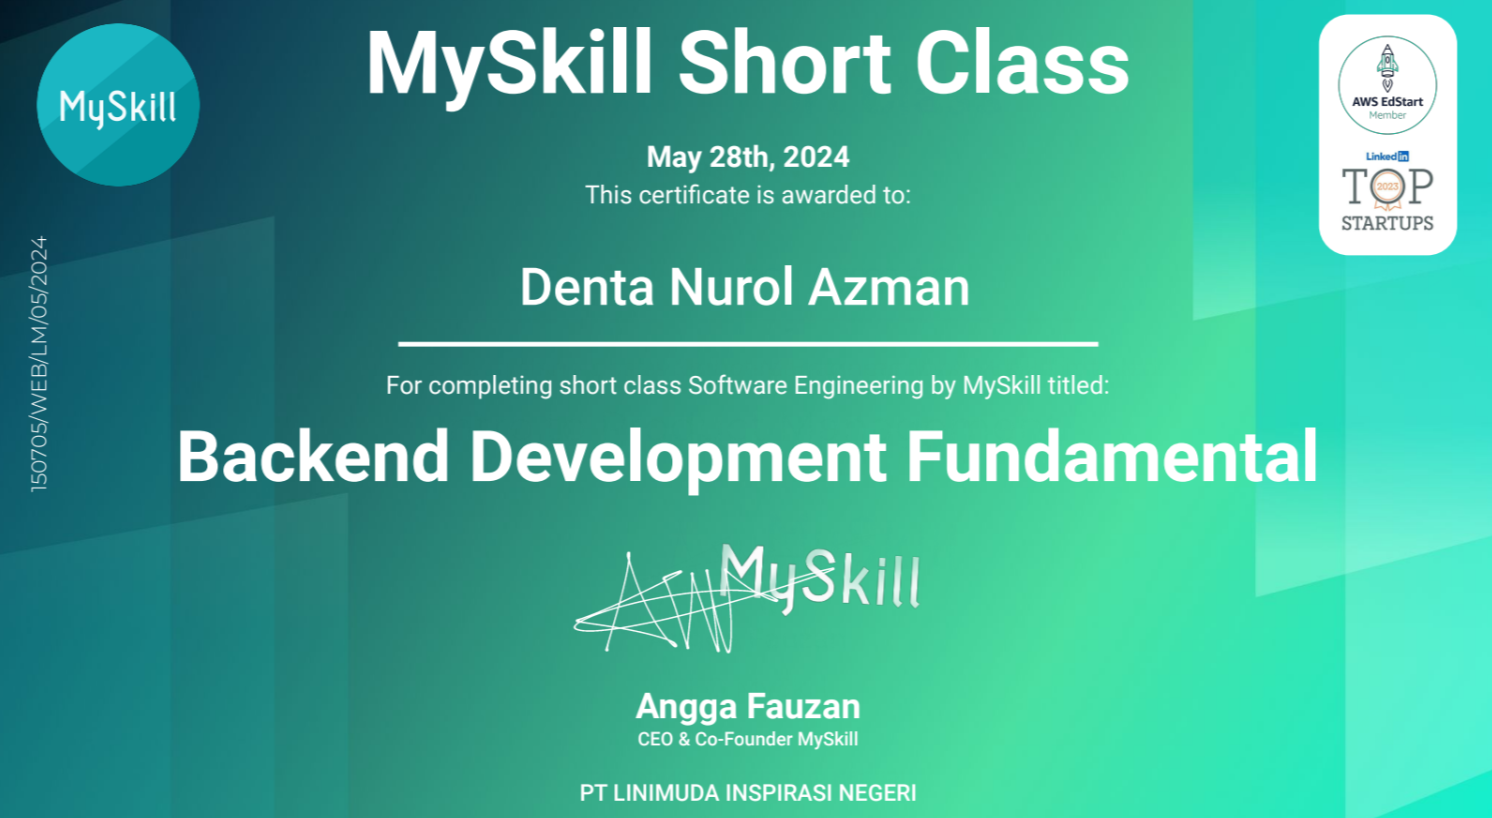 MySkill
MySkill Short Class
AWS EdStart
Member
LinkedIn
2023
TOP
STARTUPS
May 28th, 2024
This certificate is awarded to:
Denta Nurol Azman
150705/WEB/LM/05/2024
For completing short class Software Engineering by MySkill titled:
Backend Development Fundamental
MySkill
Angga Fauzan
CEO & Co-Founder MySkill
PT LINIMUDA INSPIRASI NEGERI